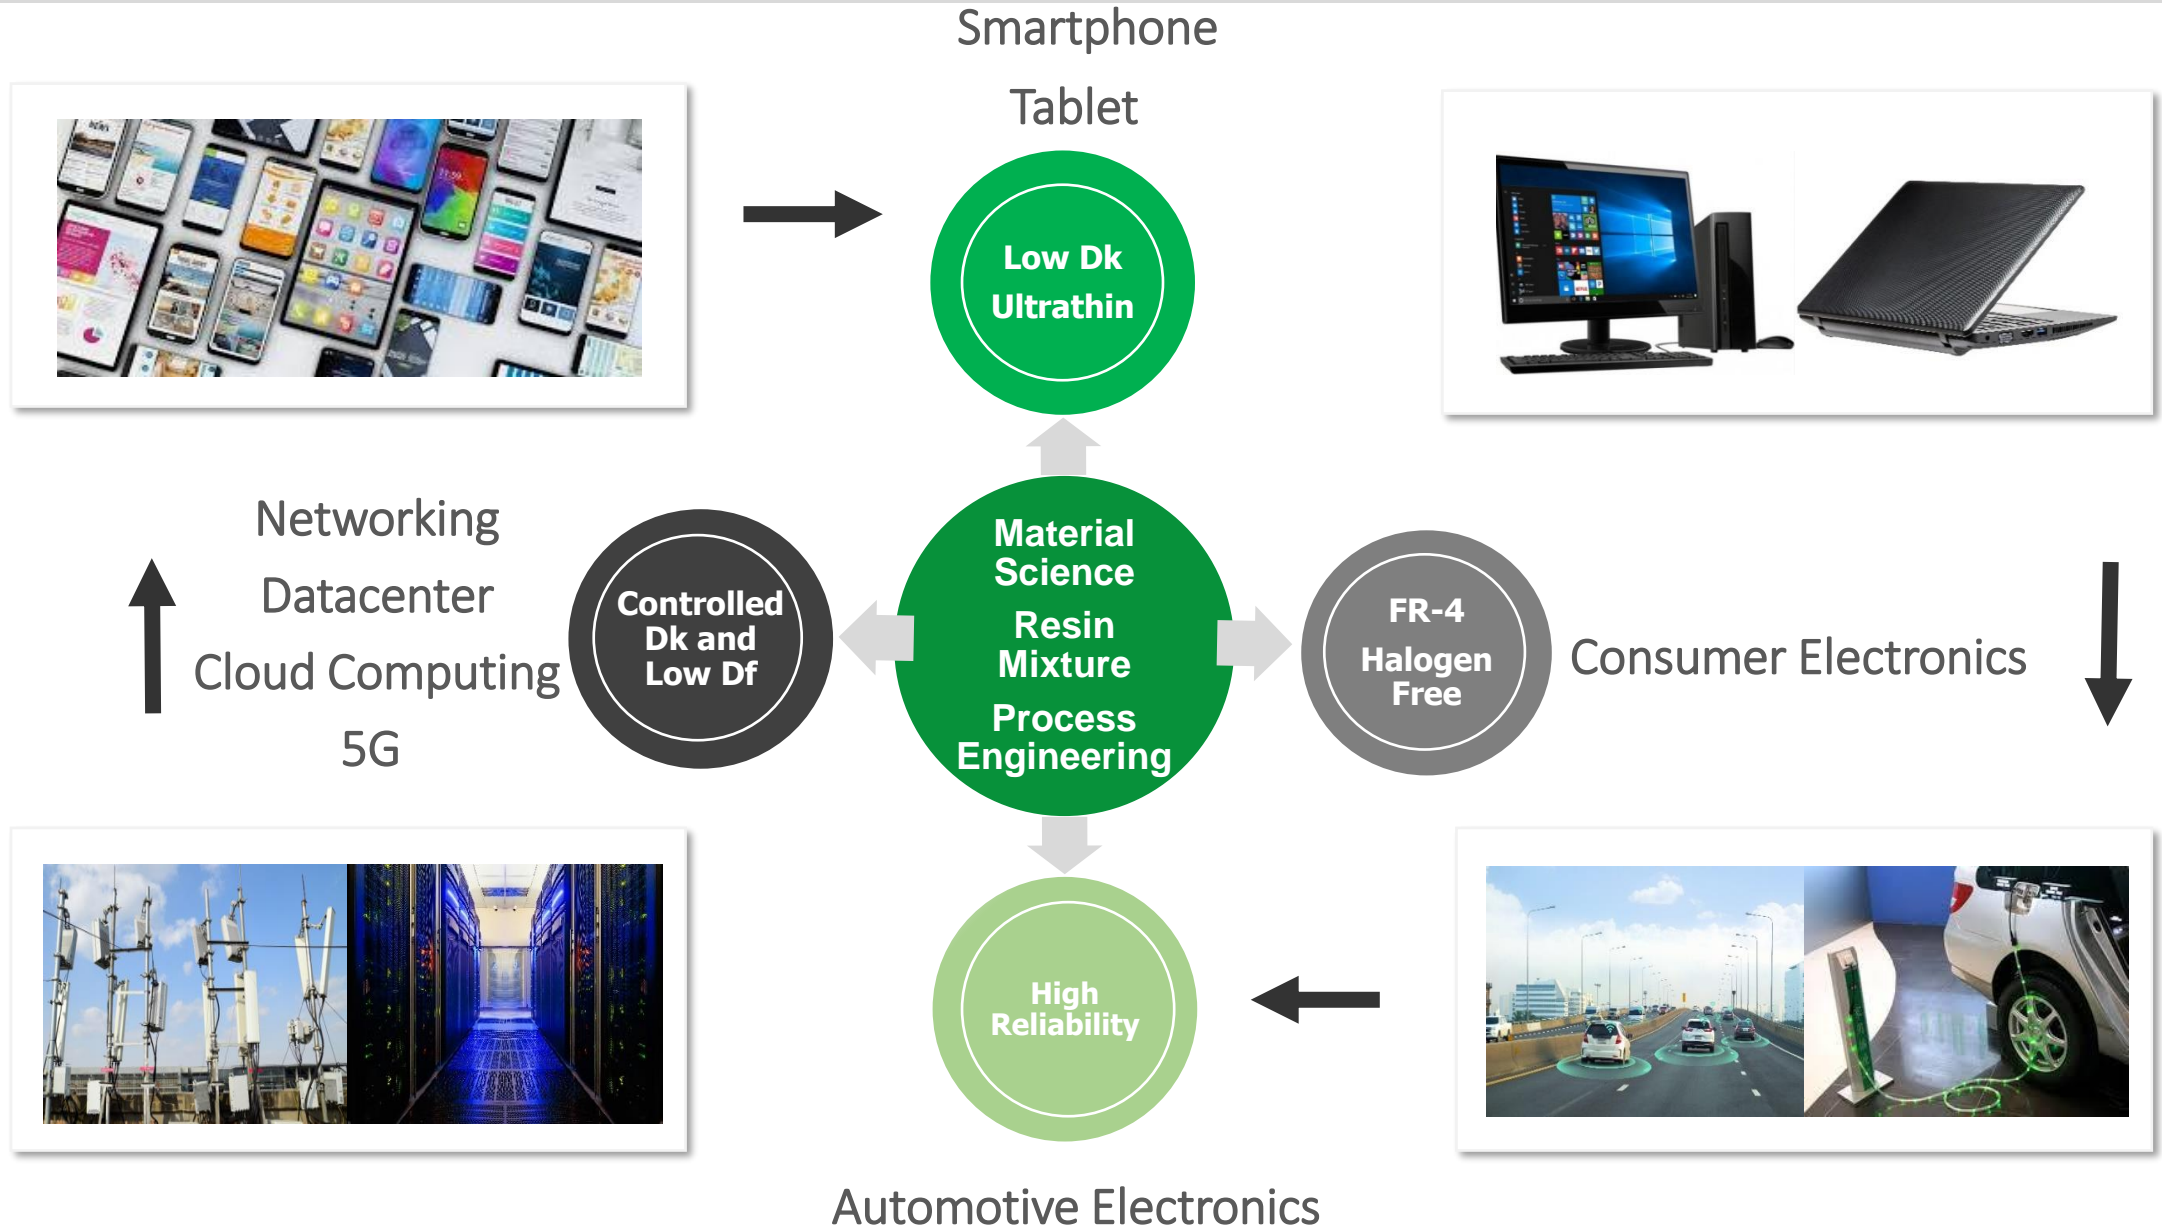 Smartphone
Tablet
Low Dk
Ultrathin
Networking
Datacenter
Cloud Computing
5G
Controlled
Dk and
Low Df
Material
Science
Resin
Mixture
Process
Engineering
FR-4
Halogen
Free
Consumer Electronics
High
Reliability
Automotive Electronics